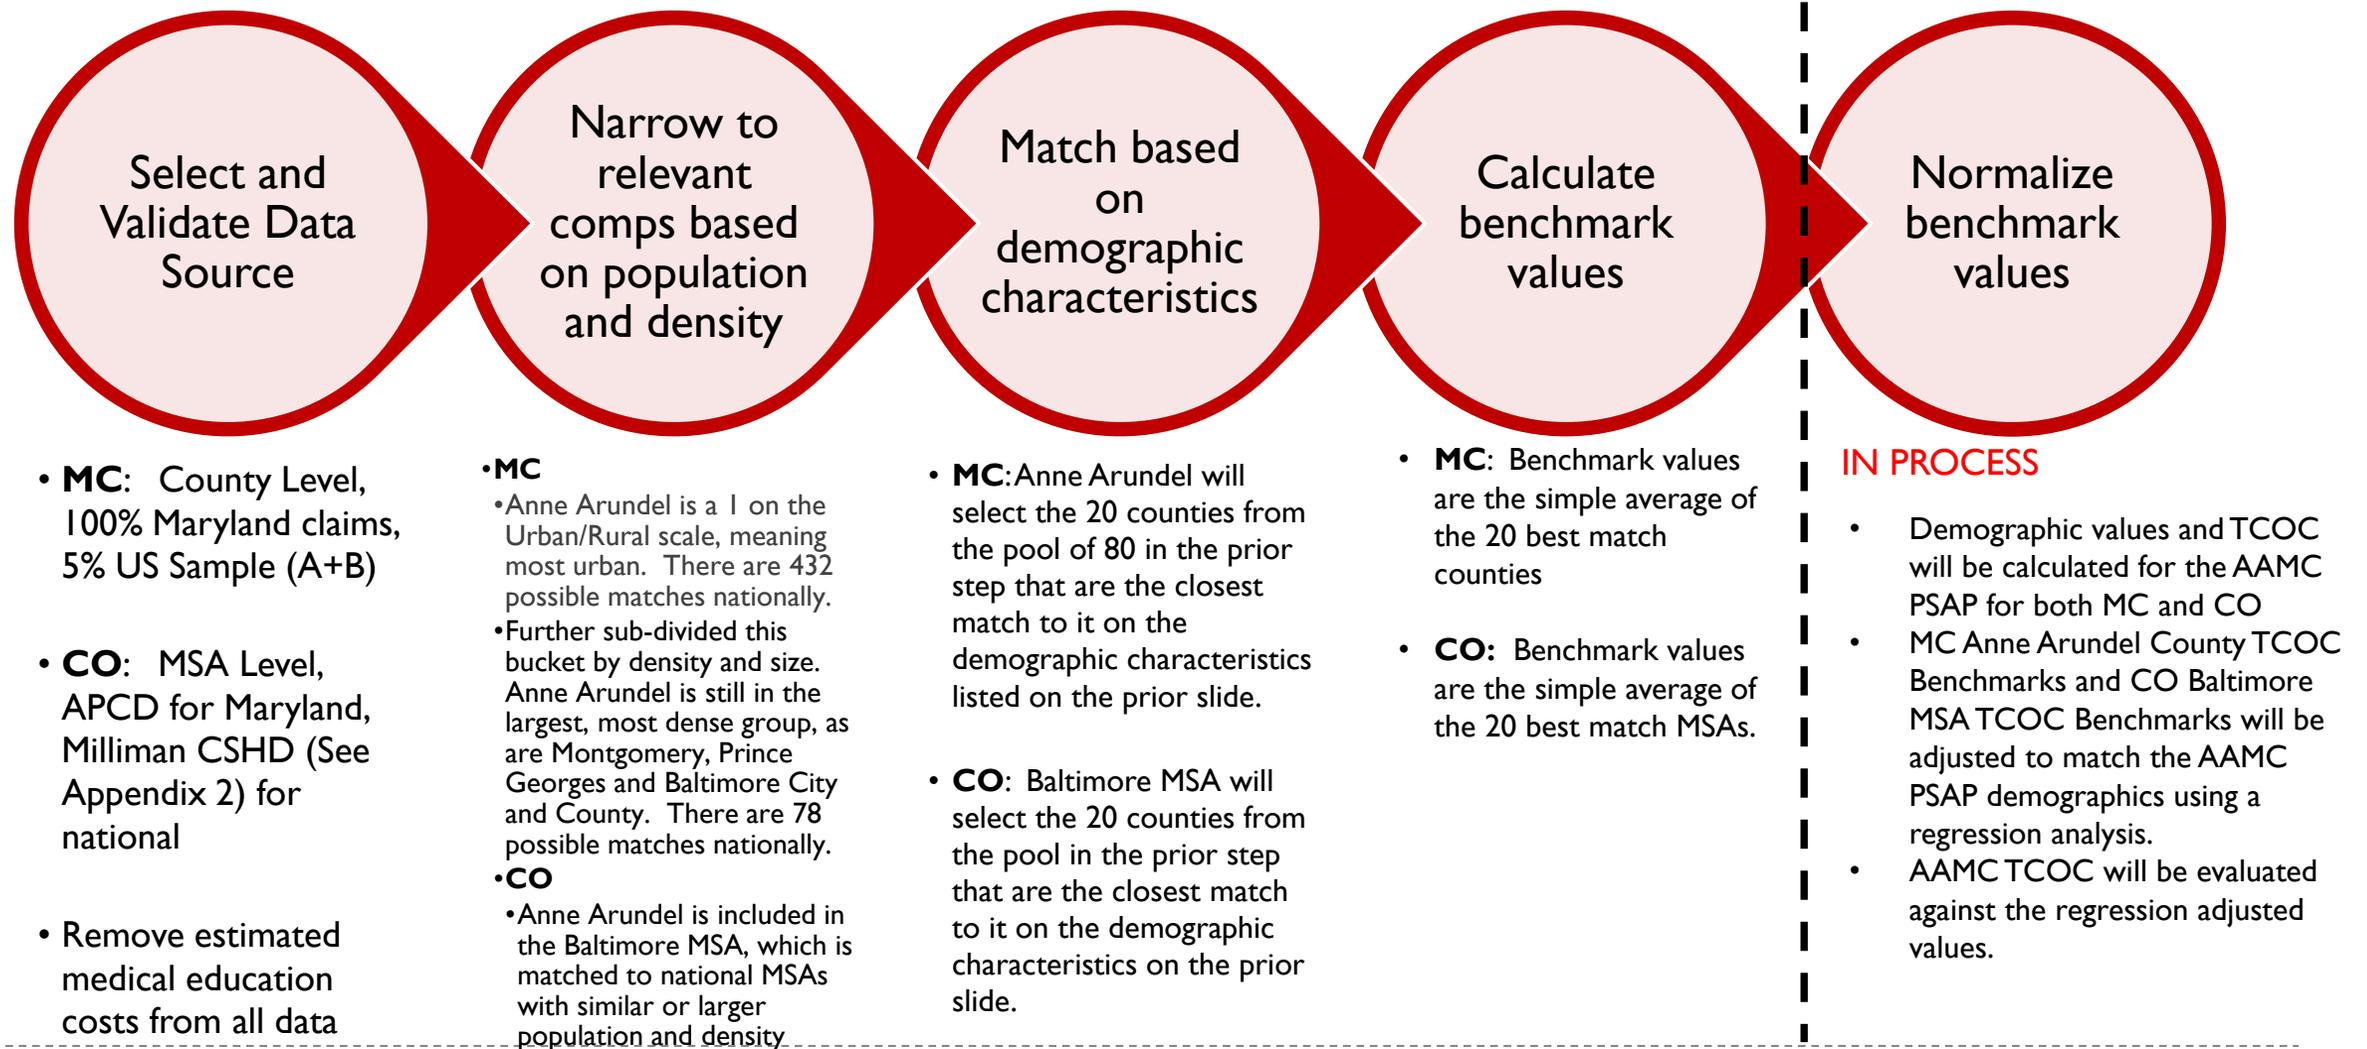 Select and
Validate Data
Source
Narrow to
relevant
comps based
on population
and density
Match based
on
demographic
characteristics
Calculate
benchmark
values
Normalize
benchmark
values
• MC: County Level,
100% Maryland claims,
5% US Sample (A+B)
• CO: MSA Level,
APCD for Maryland,
Milliman CSHD (See
Appendix 2) for
national
• Remove estimated
medical education
costs from all data
•MC
•Anne Arundel is a 1 on the
Urban/Rural scale, meaning
most urban. There are 432
possible matches nationally.
•Further sub-divided this
bucket by density and size.
Anne Arundel is still in the
largest, most dense group, as
are Montgomery, Prince
Georges and Baltimore City
and County. There are 78
possible matches nationally.
•CO
•Anne Arundel is included in
the Baltimore MSA, which is
matched to national MSAs
with similar or larger
population and density
• MC: Anne Arundel will
select the 20 counties from
the pool of 80 in the prior
step that are the closest
match to it on the
demographic characteristics
listed on the prior slide.
• CO: Baltimore MSA will
select the 20 counties from
the pool in the prior step
that are the closest match
to it on the demographic
characteristics on the prior
slide.
• MC: Benchmark values
are the simple average of
the 20 best match
counties
• CO: Benchmark values
are the simple average of
the 20 best match MSAs.
IN PROCESS
• Demographic values and TCOC
will be calculated for the AAMC
PSAP for both MC and CO
• MC Anne Arundel County TCOC
Benchmarks and CO Baltimore
MSA TCOC Benchmarks will be
adjusted to match the AAMC
PSAP demographics using a
regression analysis.
• AAMC TCOC will be evaluated
against the regression adjusted
values.